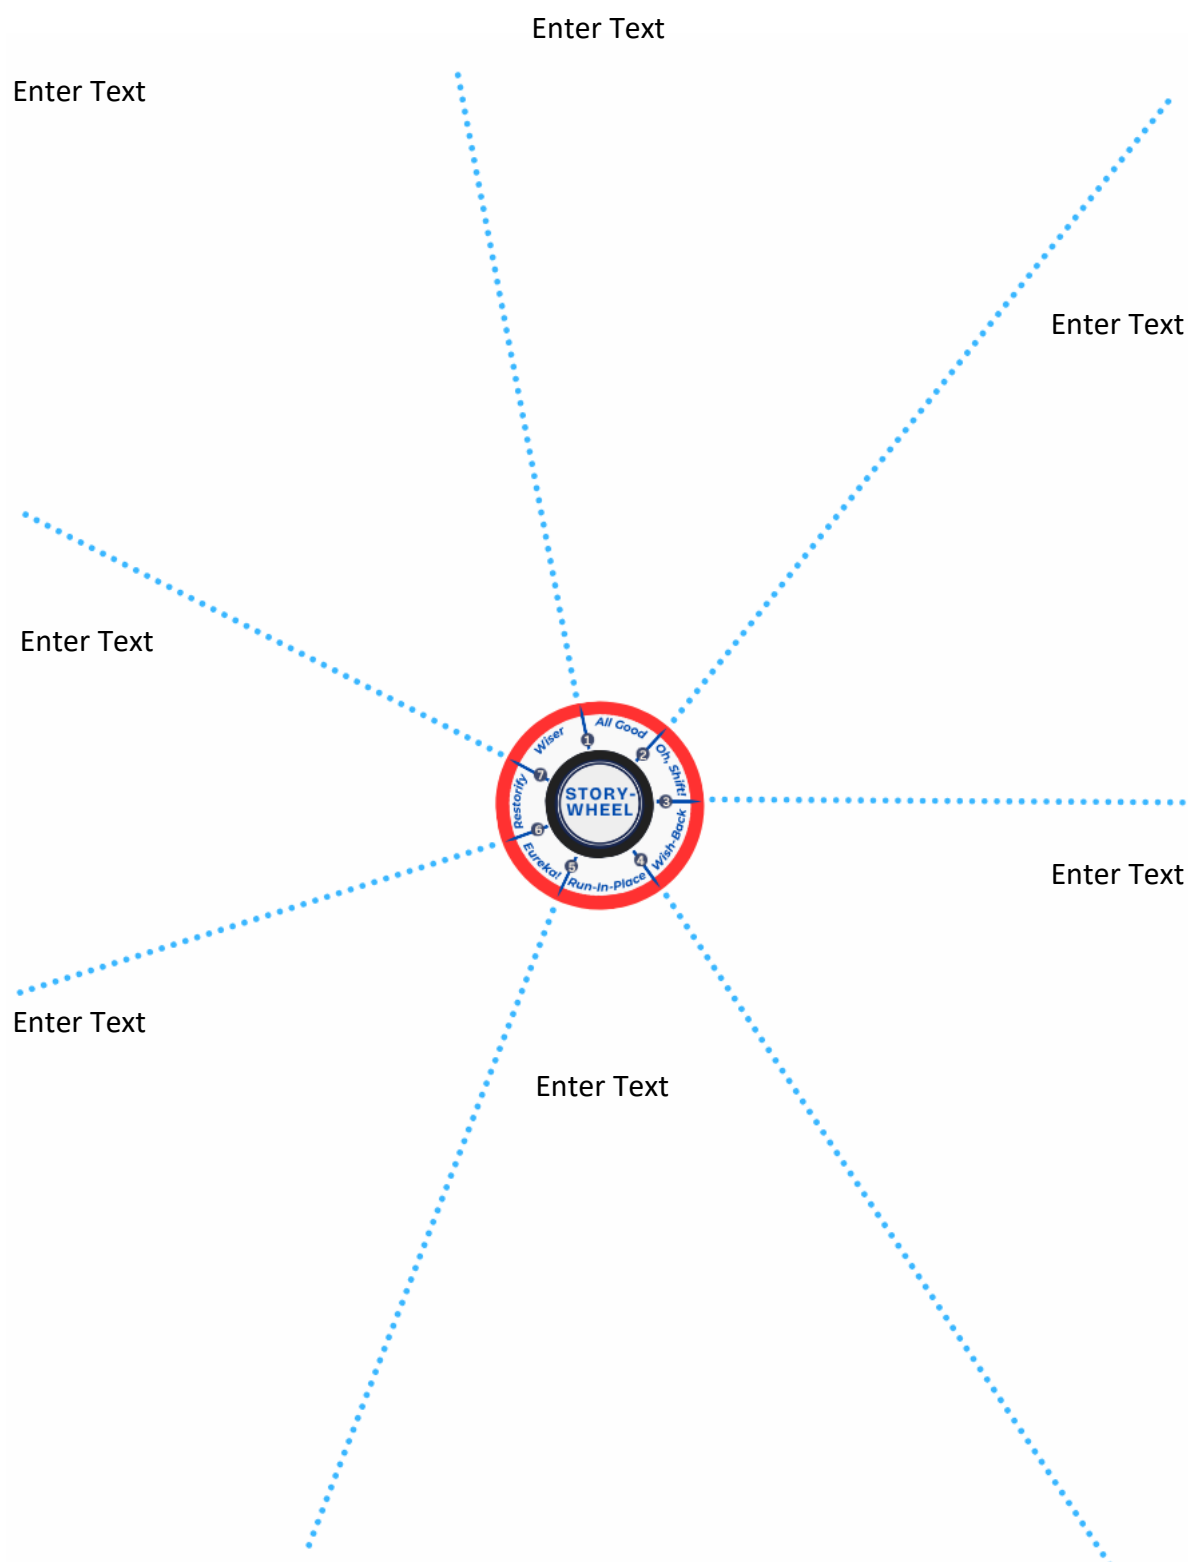 Enter Text
Enter Text
Enter Text
Enter Text
Enter Text
Enter Text
Enter Text
STORY-
WHEEL
1
All Good
2
Oh, Shift!
3
Wish-Back
4
Run-In-Place
5
Eureka!
6
Restorify
7
Wiser